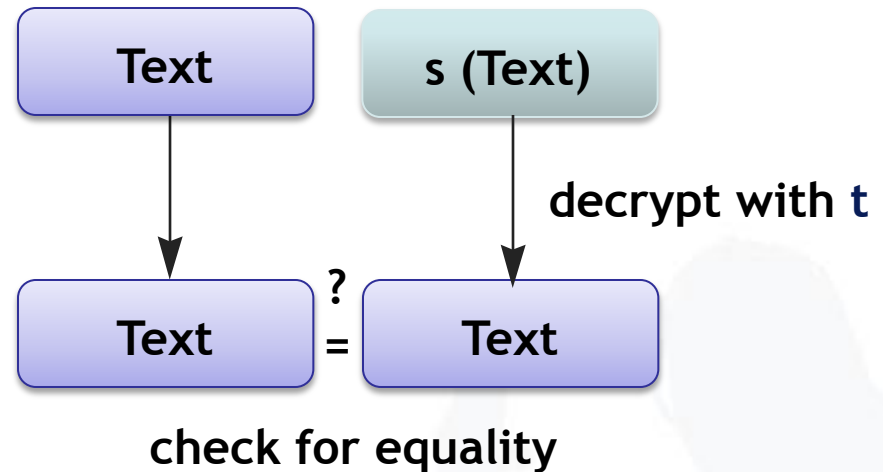 Text
s (Text)
decrypt with t
Text
?
=
Text
check for equality